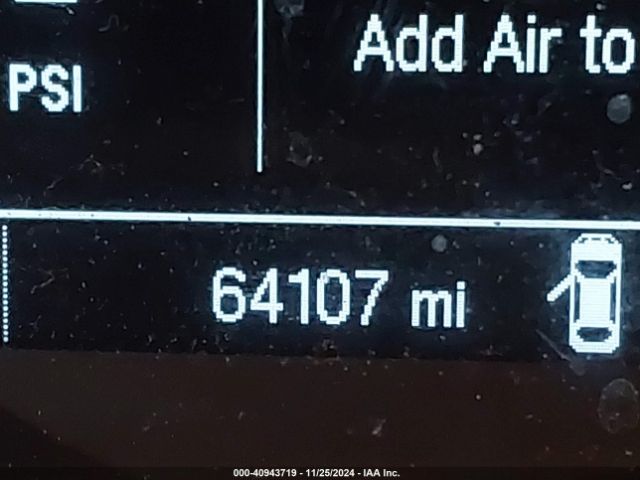 Add Air to
PSI
64107 mi
000-40943719 - 11/25/2024 - IAA Inc.